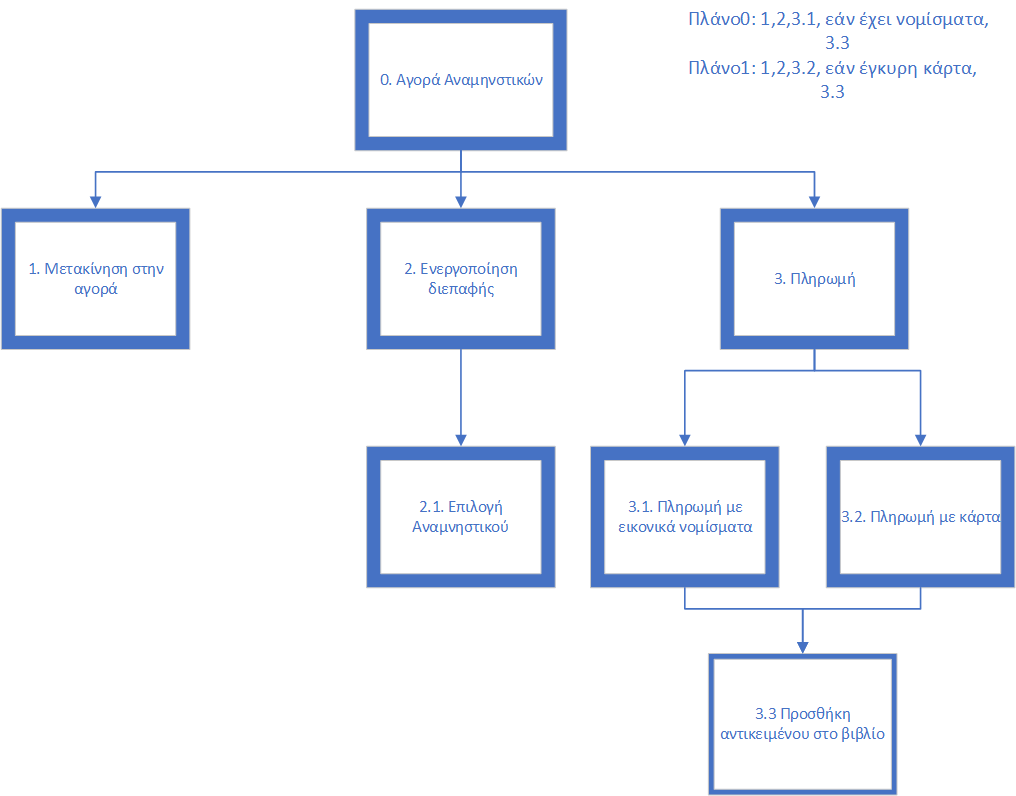 Πλάνο0: 1,2,3.1, εάν έχει νομίσματα,
3.3
Πλάνο1: 1,2,3.2, εάν έγκυρη κάρτα,
3.3
0. Αγορά Αναμηνστικών
1. Μετακίνηση στην
αγορά
2. Ενεργοποίηση
διεπαφής
3. Πληρωμή
2.1. Επιλογή
Αναμνηστικού
3.1. Πληρωμή με
εικονικά νομίσματα
3.2. Πληρωμή με κάρτα
3.3 Προσθήκη
αντικειμένου στο βιβλίο